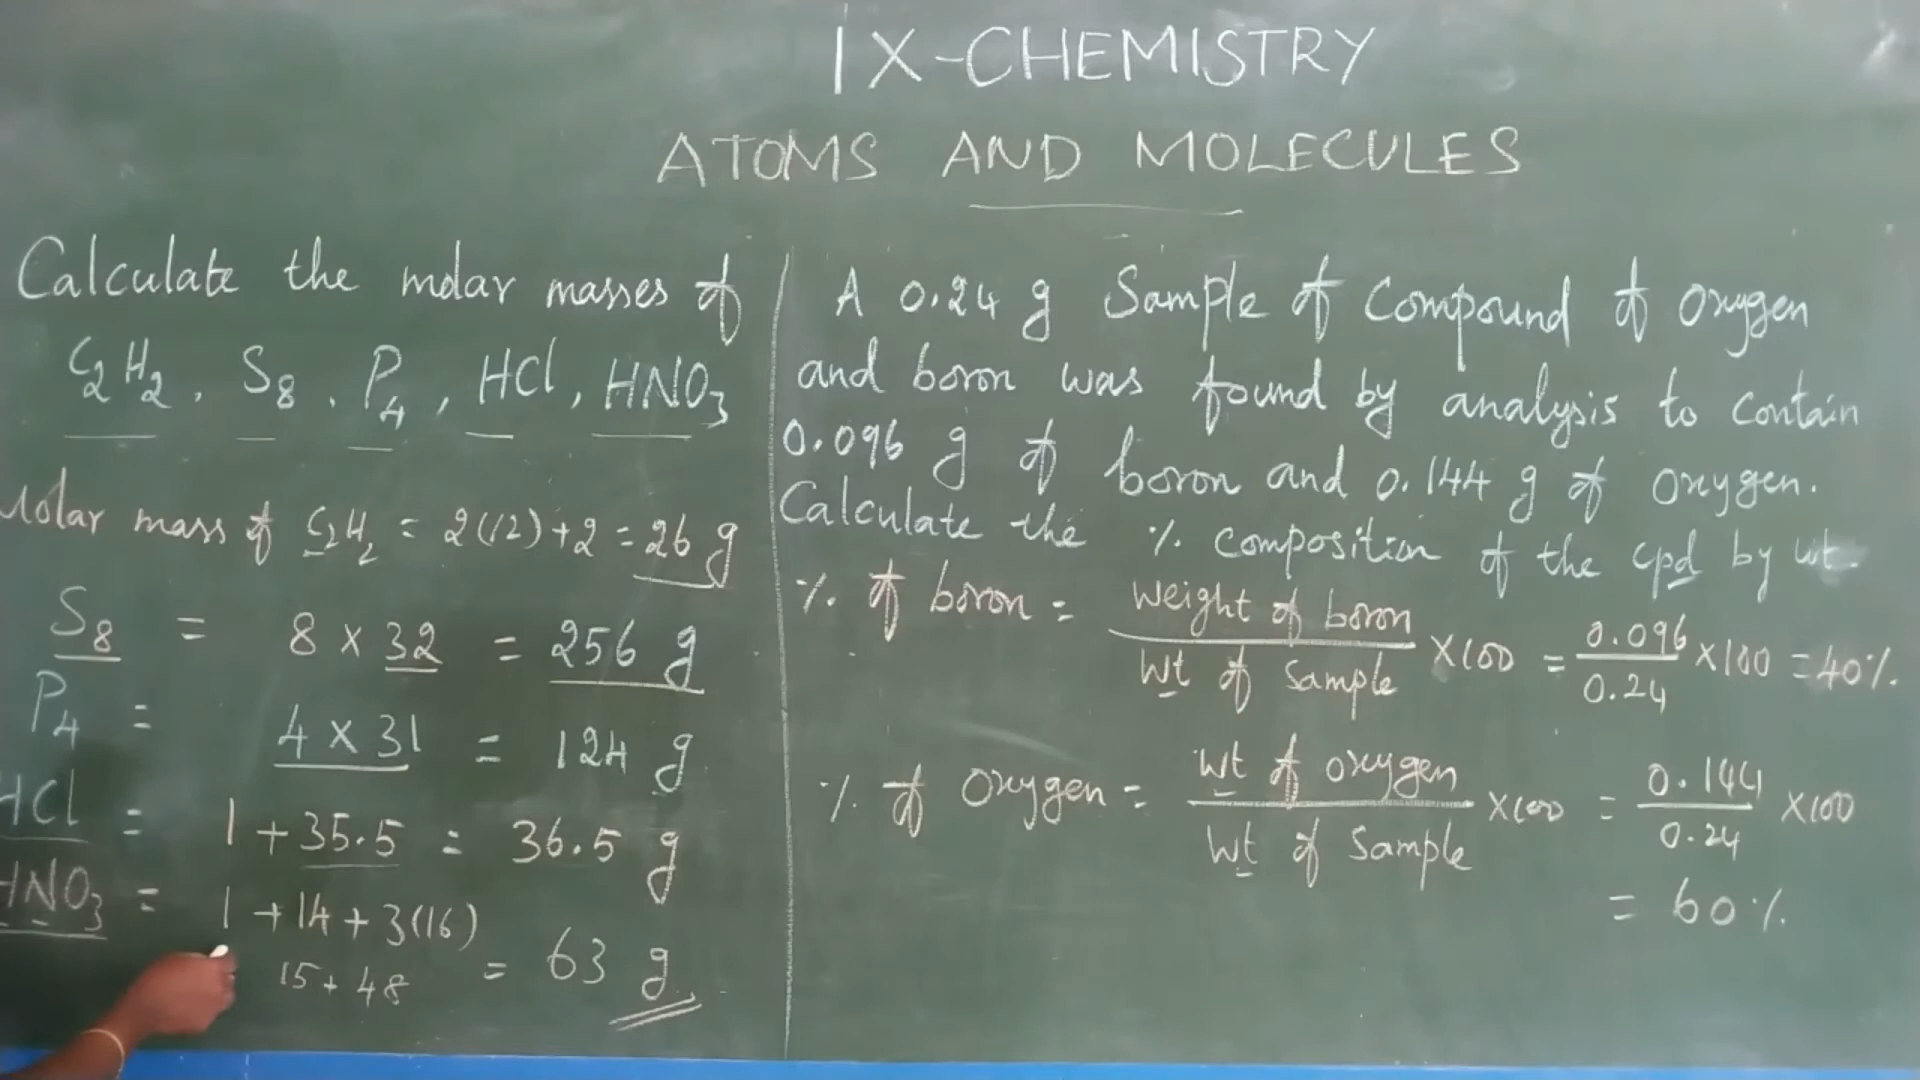 IX-CHEMISTRY
ATOMS AND MOLECULES
Calculate the molar masses of
C₂H₂, S₈, P₄, HCl, HNO₃
Molar mass of C₂H₂ = 2(12)+2 = 26 g
S₈ = 8 × 32 = 256 g
P₄ = 4 × 31 = 124 g
HCl = 1 + 35.5 = 36.5 g
HNO₃ = 1 + 14 + 3(16)
15 + 48 = 63 g
A 0.24 g Sample of Compound of oxygen
and boron was found by analysis to contain
0.096 g of boron and 0.144 g of oxygen.
Calculate the % composition of the cpd by wt.
% of boron = Weight of boron / Wt of Sample × 100 = 0.096 / 0.24 × 100 = 40%.
% of oxygen = Wt of oxygen / Wt of Sample × 100 = 0.144 / 0.24 × 100
= 60%.